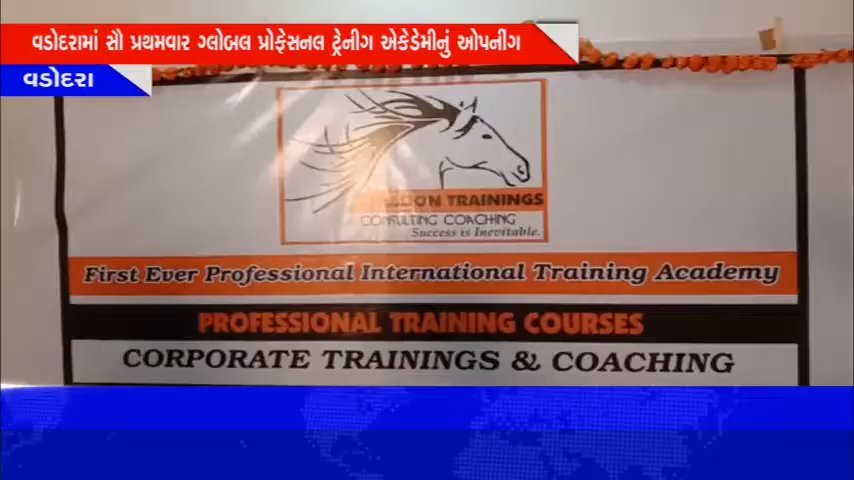 વડોદરામાં સૌ પ્રથમવાર ગ્લોબલ પ્રોફેસનલ ટ્રેનીગ એકેડેમીનું ઓપનીગ
વડોદરા
TRAININGS
CONSULTING COACHING
Success is Inevitable.
First Ever Professional International Training Academy
PROFESSIONAL TRAINING COURSES
CORPORATE TRAININGS & COACHING